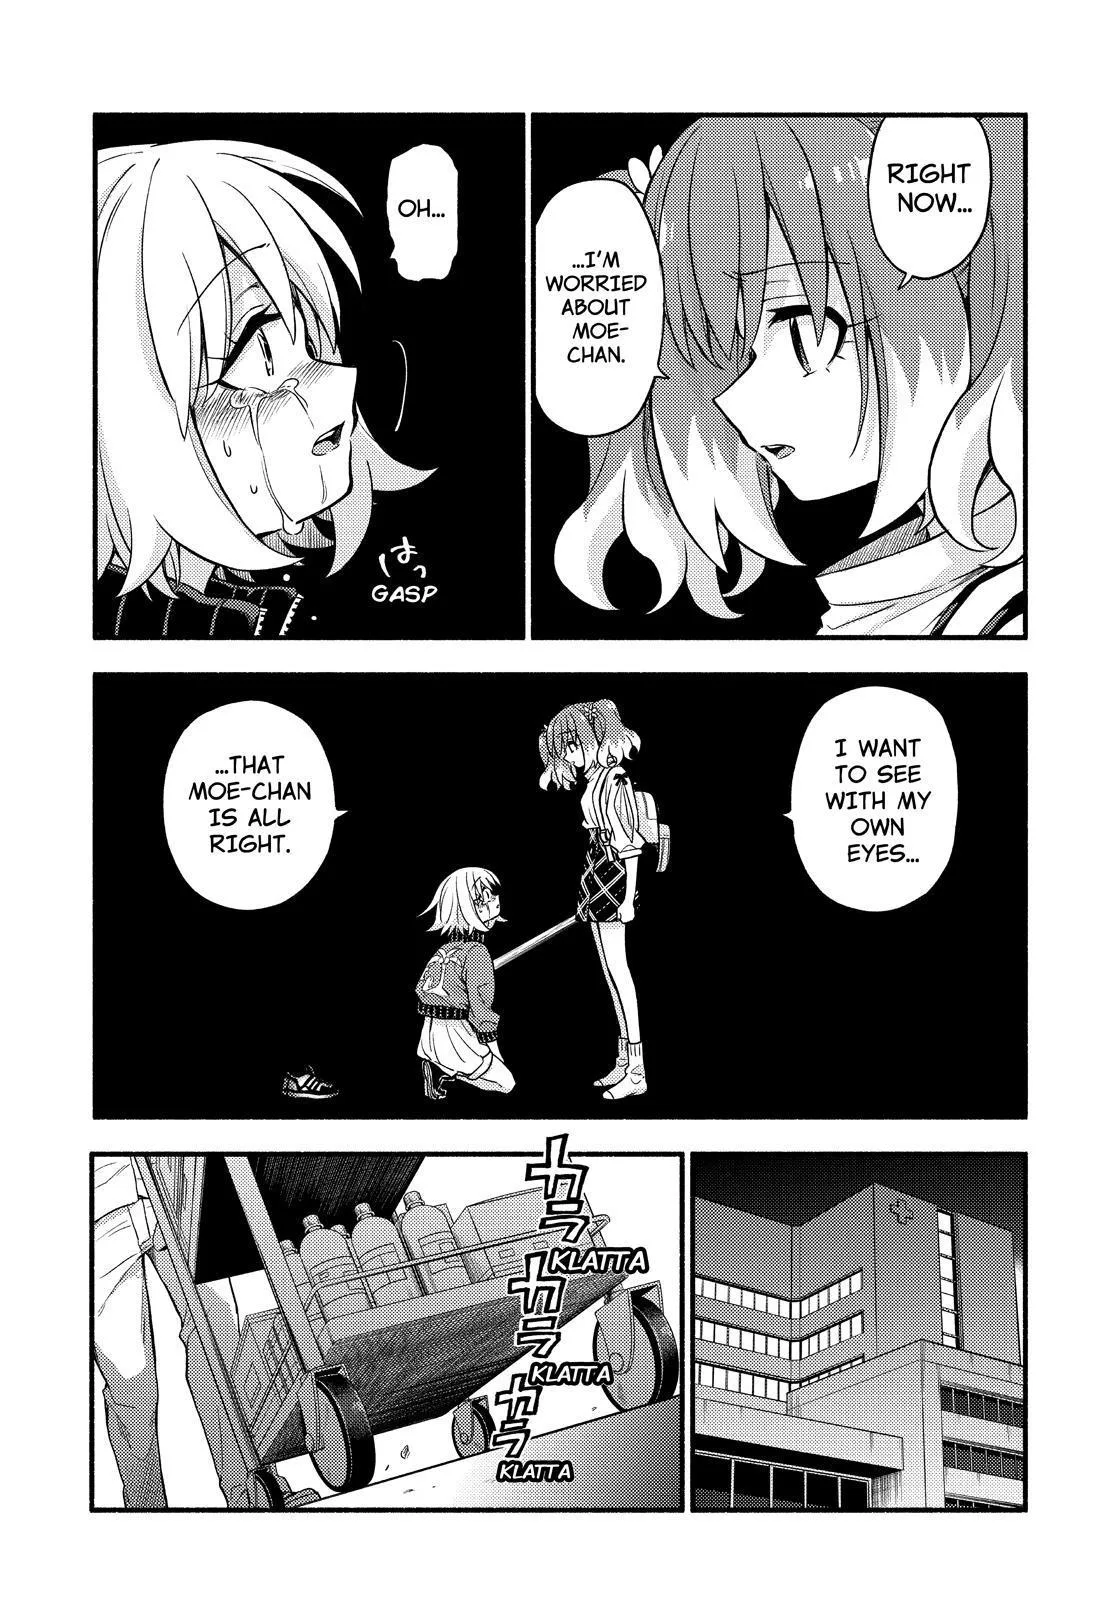 RIGHT
NOW...
...I'M
WORRIED
ABOUT
MOE-
CHAN.
OH...
はっ
GASP
I WANT
TO SEE
WITH MY
OWN
EYES...
...THAT
MOE-CHAN
IS ALL
RIGHT.
カラ
KLATTA
カラ
KLATTA
カラ
KLATTA